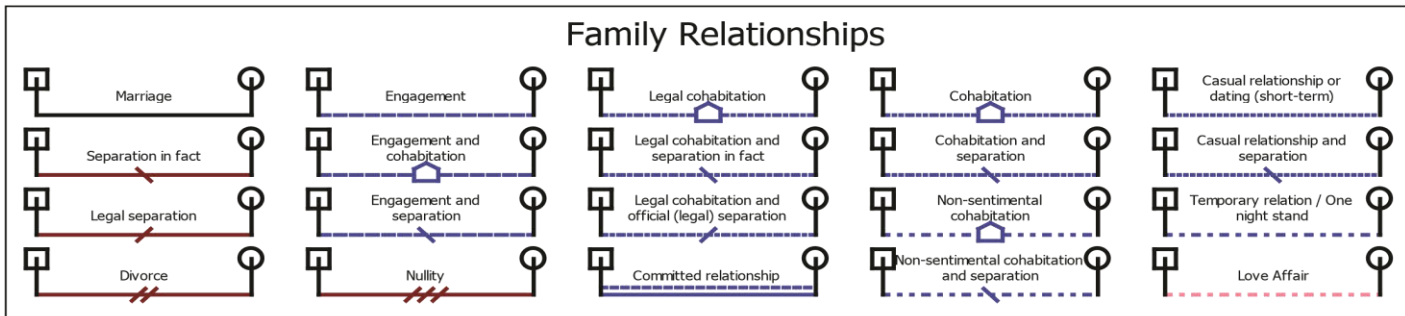 Family Relationships
Marriage
Engagement
Legal cohabitation
Cohabitation
Casual relationship or
dating (short-term)
Separation in fact
Engagement and
cohabitation
Legal cohabitation and
separation in fact
Cohabitation
and separation
Casual relationship and
separation
Legal separation
Engagement and
separation
Legal cohabitation and
official (legal) separation
Non-sentimental
cohabitation
Temporary relation / One
night stand
Divorce
Nullity
Committed relationship
Non-sentimental cohabitation
and separation
Love Affair